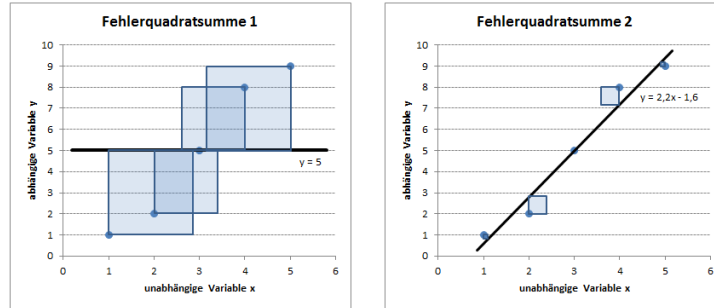 Fehlerquadratsumme 1
10
9
8
7
6
5
4
3
2
1
0
abhängige Variable y
y = 5
0 1 2 3 4 5 6
unabhängige Variable x
Fehlerquadratsumme 2
10
9
8
7
6
5
4
3
2
1
0
abhängige Variable y
y = 2,2x - 1,6
0 1 2 3 4 5 6
unabhängige Variable x